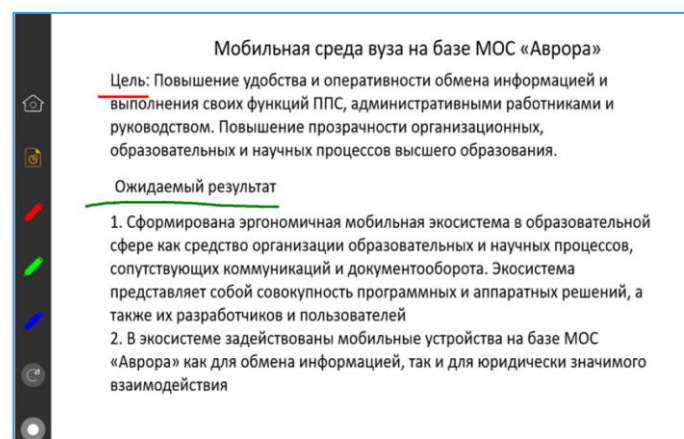 Мобильная среда вуза на базе МОС «Аврора»
Цель: Повышение удобства и оперативности обмена информацией и
выполнения своих функций ППС, административными работниками и
руководством. Повышение прозрачности организационных,
образовательных и научных процессов высшего образования.
Ожидаемый результат
1. Сформирована эргономичная мобильная экосистема в образовательной
сфере как средство организации образовательных и научных процессов,
сопутствующих коммуникаций и документооборота. Экосистема
представляет собой совокупность программных и аппаратных решений, а
также их разработчиков и пользователей
2. В экосистеме задействованы мобильные устройства на базе МОС
«Аврора» как для обмена информацией, так и для юридически значимого
взаимодействия